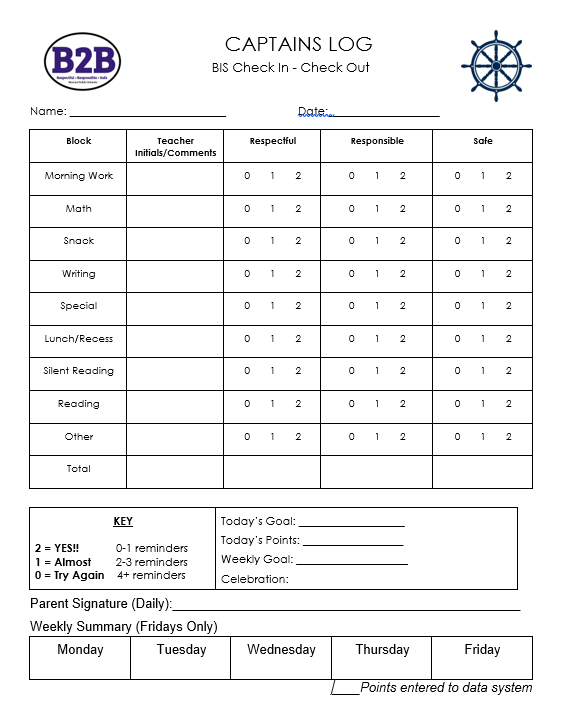 CAPTAINS LOG
B2B
BIS Check In - Check Out
Name: ____________________ Date: ____________________
Block Teacher Initials/Comments Respectful Responsible Safe
Morning Work 0 1 2 0 1 2 0 1 2
Math 0 1 2 0 1 2 0 1 2
Snack 0 1 2 0 1 2 0 1 2
Writing 0 1 2 0 1 2 0 1 2
Special 0 1 2 0 1 2 0 1 2
Lunch/Recess 0 1 2 0 1 2 0 1 2
Silent Reading 0 1 2 0 1 2 0 1 2
Reading 0 1 2 0 1 2 0 1 2
Other 0 1 2 0 1 2 0 1 2
Total
KEY
2 = YES!! 0-1 reminders
1 = Almost 2-3 reminders
0 = Try Again 4+ reminders
Today's Goal: ____________________
Today's Points: ____________________
Weekly Goal: ____________________
Celebration:
Parent Signature (Daily):____________________
Weekly Summary (Fridays Only)
Monday Tuesday Wednesday Thursday Friday
/____Points entered to data system